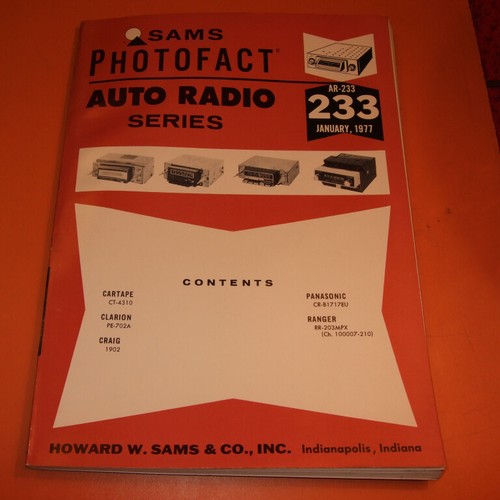 SAMS
PHOTOFACT®
AUTO RADIO
SERIES
AR-233
233
JANUARY, 1977
CONTENTS
CARTAPE
CT-4310
CLARION
PE-702A
CRAIG
1902
PANASONIC
CR-B1717EU
RANGER
RR-203MPX
(Ch. 100007-210)
HOWARD W. SAMS & CO., INC. Indianapolis, Indiana